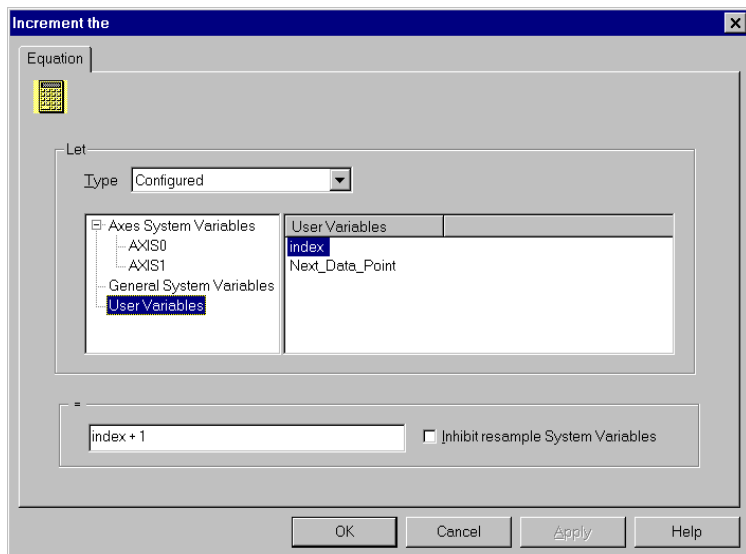 Increment the
Equation
Let
Type Configured
Axes System Variables
AXIS0
AXIS1
General System Variables
User Variables
User Variables
index
Next_Data_Point
=
index + 1
Inhibit resample System Variables
OK Cancel Apply Help